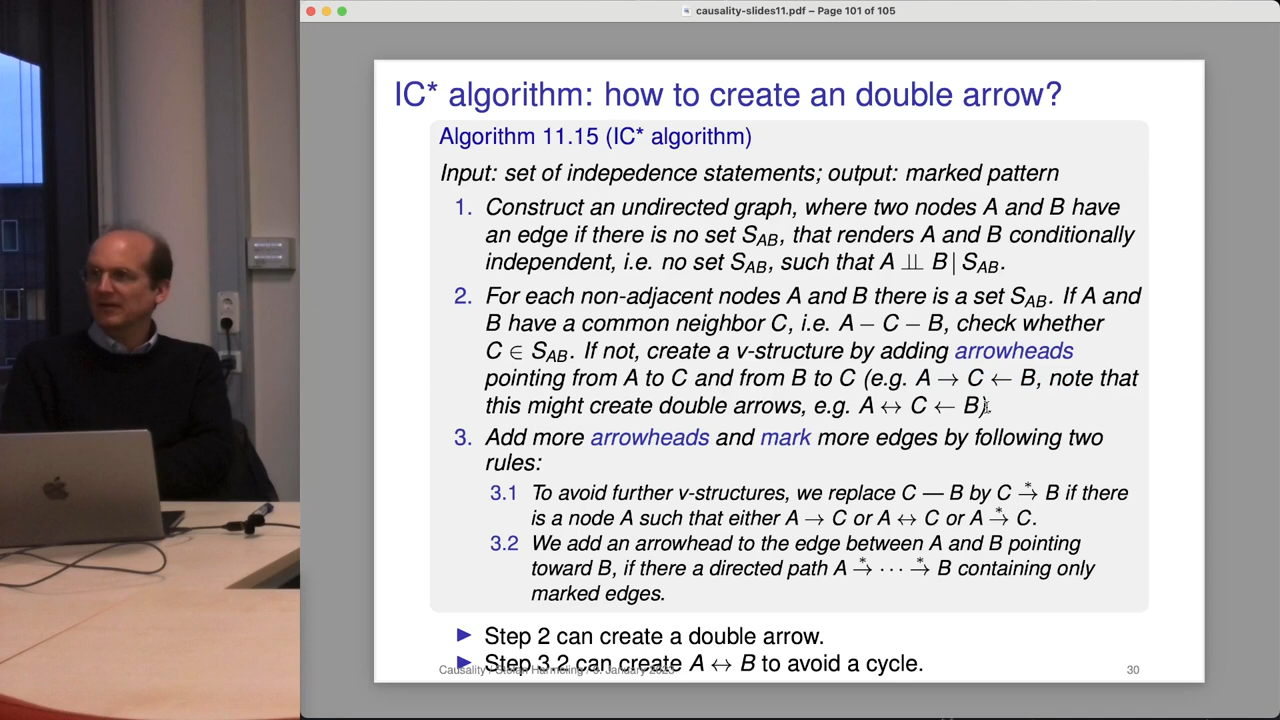 causality-slides11.pdf – Page 101 of 105
IC* algorithm: how to create an double arrow?
Algorithm 11.15 (IC* algorithm)
Input: set of indepedence statements; output: marked pattern
1. Construct an undirected graph, where two nodes A and B have
an edge if there is no set S_AB, that renders A and B conditionally
independent, i.e. no set S_AB, such that A ⫫ B | S_AB.
2. For each non-adjacent nodes A and B there is a set S_AB. If A and
B have a common neighbor C, i.e. A − C − B, check whether
C ∈ S_AB. If not, create a v-structure by adding arrowheads
pointing from A to C and from B to C (e.g. A → C ← B, note that
this might create double arrows, e.g. A ↔ C ← B).
3. Add more arrowheads and mark more edges by following two
rules:
3.1 To avoid further v-structures, we replace C — B by C →* B if there
is a node A such that either A → C or A ↔ C or A →* C.
3.2 We add an arrowhead to the edge between A and B pointing
toward B, if there a directed path A →* ··· →* B containing only
marked edges.
▶ Step 2 can create a double arrow.
▶ Step 3.2 can create A ↔ B to avoid a cycle.
Causality / Stefan Harmeling / 9. January 2023 30